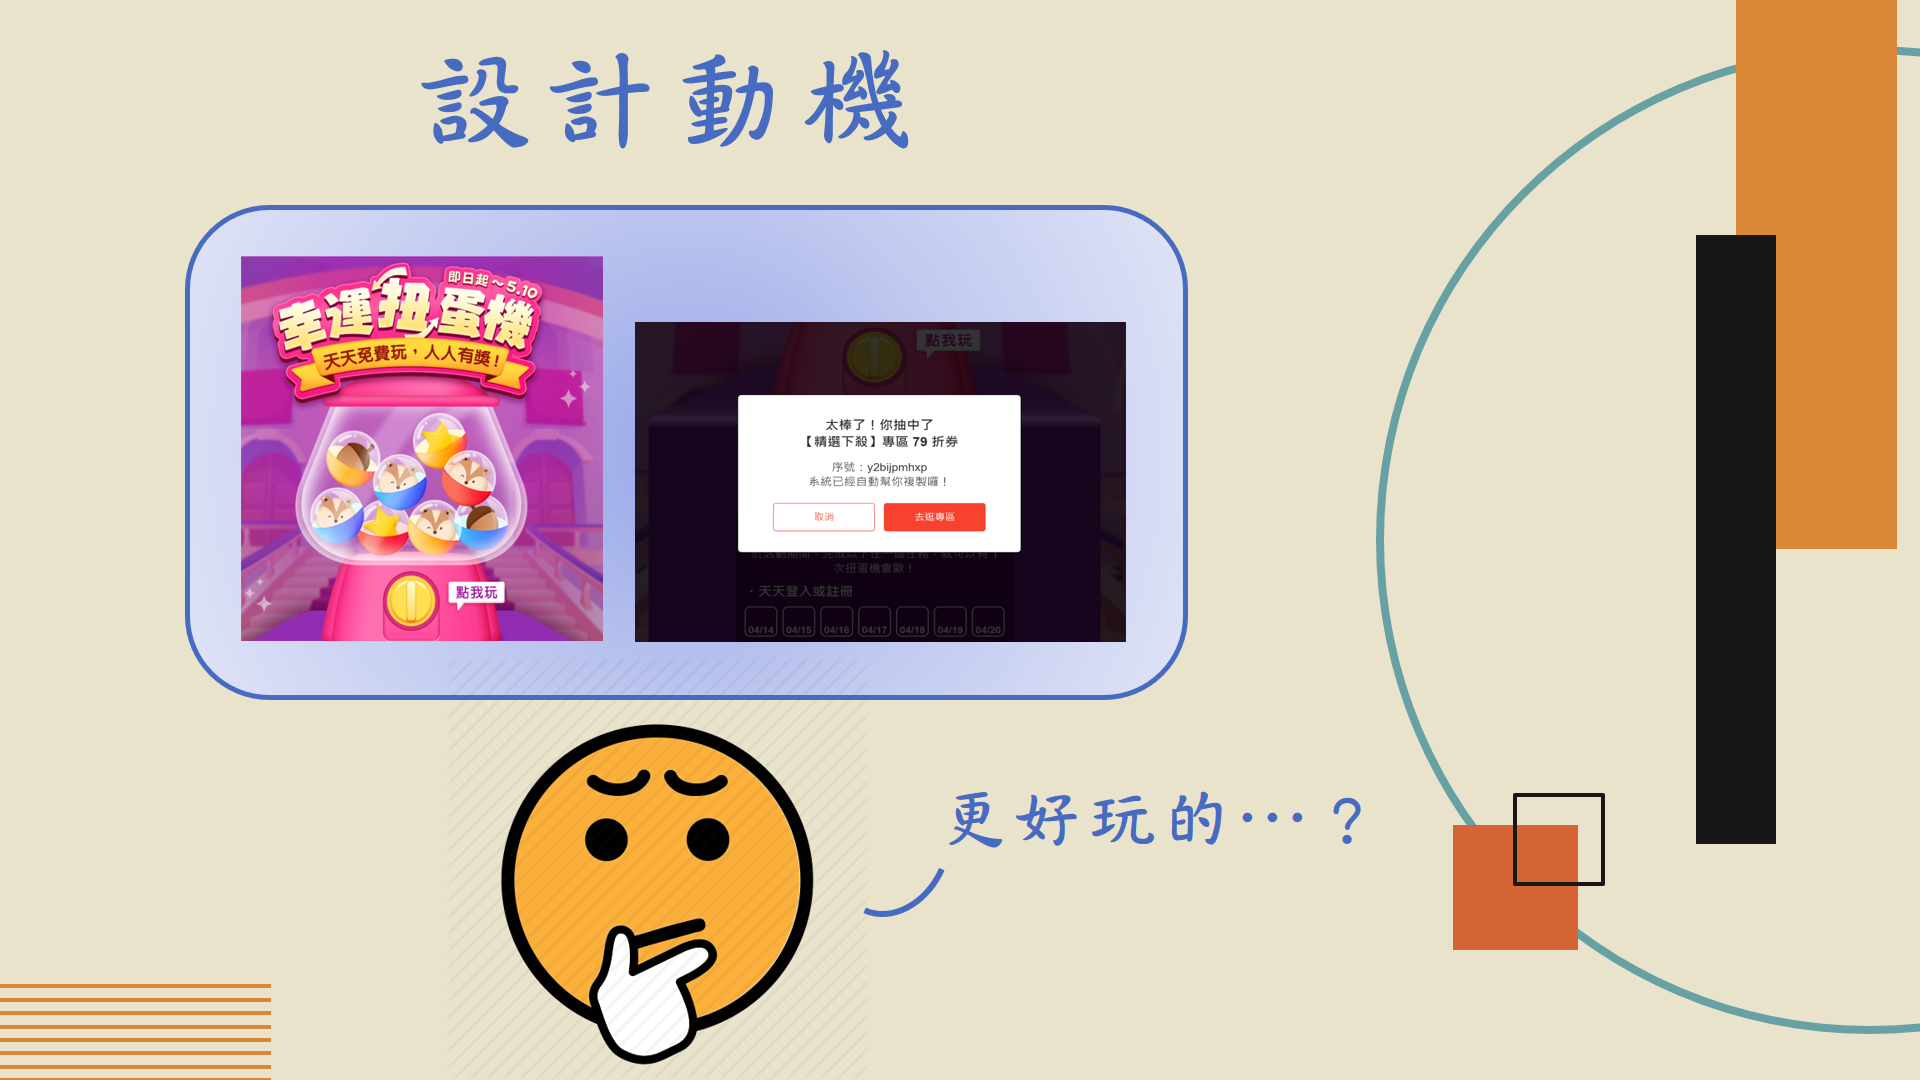 設計動機
即日起～5.10
幸運扭蛋機
天天免費玩，人人有獎！
點我玩
點我玩
太棒了！你抽中了
【精選下殺】專區 79 折券
序號：y2bijpmhxp
系統已經自動幫你複製囉！
取消
去逛專區
次扭蛋機會歐！
・天天登入或註冊
04/14 04/15 04/16 04/17 04/18 04/19 04/20
更好玩的…？